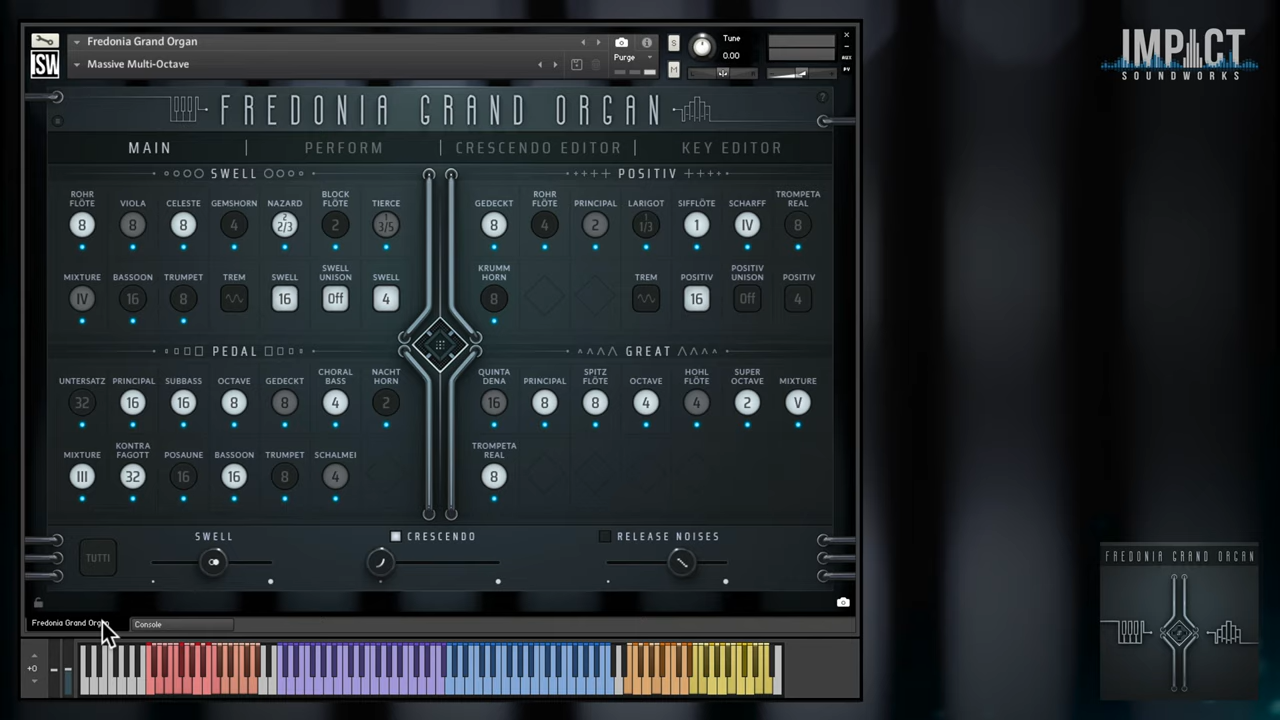 Fredonia Grand Organ
Massive Multi-Octave
ISW
Purge
S
M
Tune
0.00
AUX
PV
IMPACT
SOUNDWORKS
FREDONIA GRAND ORGAN
?
MAIN
PERFORM
CRESCENDO EDITOR
KEY EDITOR
SWELL
ROHR FLÖTE 8
VIOLA 8
CELESTE 8
GEMSHORN 4
NAZARD 2 2/3
BLOCK FLÖTE 2
TIERCE 1 3/5
MIXTURE IV
BASSOON 16
TRUMPET 8
TREM
SWELL 16
SWELL UNISON Off
SWELL 4
POSITIV
GEDECKT 8
ROHR FLÖTE 4
PRINCIPAL 2
LARIGOT 1 1/3
SIFFLÖTE 1
SCHARFF IV
TROMPETA REAL 8
KRUMM HORN 8
TREM
POSITIV 16
POSITIV UNISON Off
POSITIV 4
PEDAL
UNTERSATZ 32
PRINCIPAL 16
SUBBASS 16
OCTAVE 8
GEDECKT 8
CHORAL BASS 4
NACHT HORN 2
MIXTURE III
KONTRA FAGOTT 32
POSAUNE 16
BASSOON 16
TRUMPET 8
SCHALMEI 4
GREAT
QUINTA DENA 16
PRINCIPAL 8
SPITZ FLÖTE 8
OCTAVE 4
HOHL FLÖTE 4
SUPER OCTAVE 2
MIXTURE V
TROMPETA REAL 8
TUTTI
SWELL
CRESCENDO
RELEASE NOISES
Fredonia Grand Organ
Console
+0
FREDONIA GRAND ORGAN